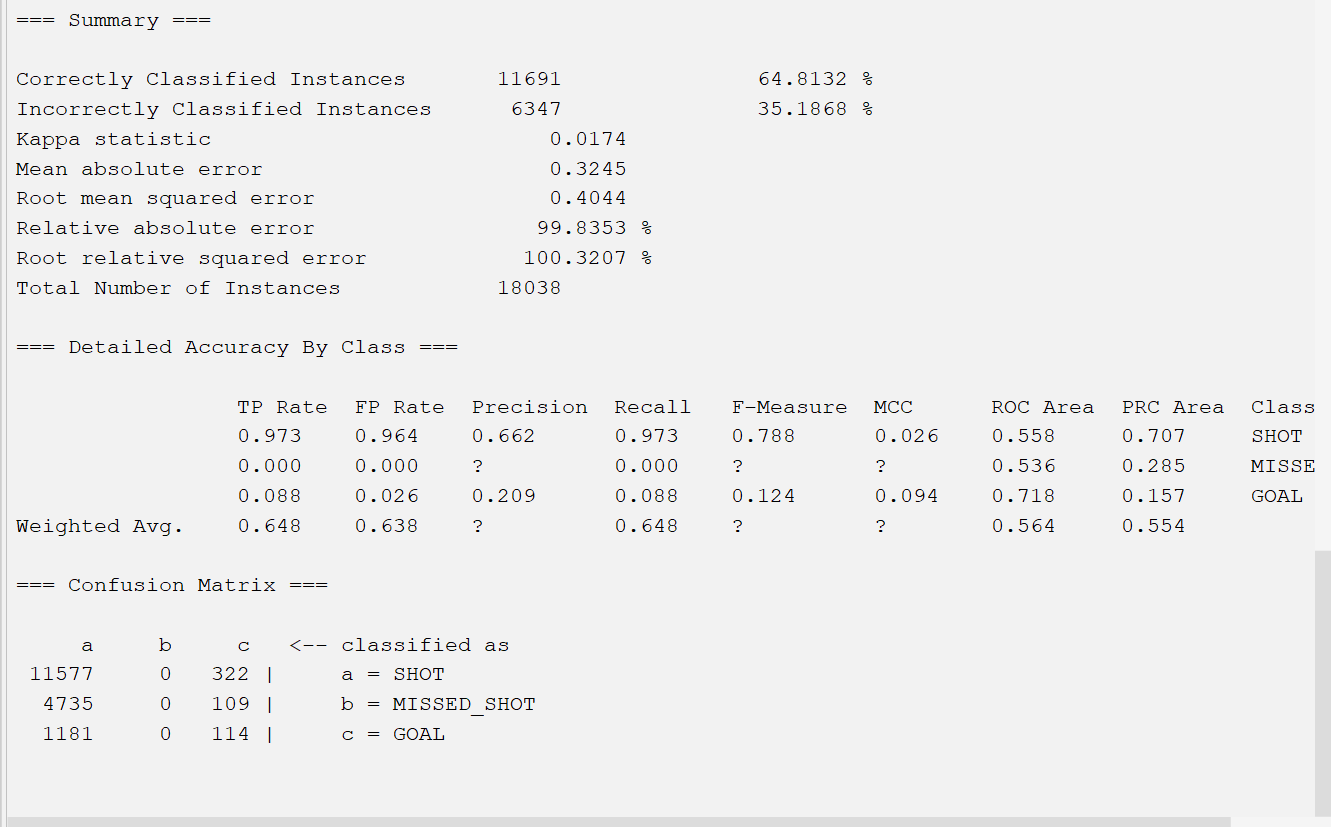 === Summary ===
Correctly Classified Instances 11691 64.8132 %
Incorrectly Classified Instances 6347 35.1868 %
Kappa statistic 0.0174
Mean absolute error 0.3245
Root mean squared error 0.4044
Relative absolute error 99.8353 %
Root relative squared error 100.3207 %
Total Number of Instances 18038
=== Detailed Accuracy By Class ===
TP Rate FP Rate Precision Recall F-Measure MCC ROC Area PRC Area Class
0.973 0.964 0.662 0.973 0.788 0.026 0.558 0.707 SHOT
0.000 0.000 ? 0.000 ? ? 0.536 0.285 MISSE
0.088 0.026 0.209 0.088 0.124 0.094 0.718 0.157 GOAL
Weighted Avg. 0.648 0.638 ? 0.648 ? ? 0.564 0.554
=== Confusion Matrix ===
a b c <-- classified as
11577 0 322 | a = SHOT
4735 0 109 | b = MISSED_SHOT
1181 0 114 | c = GOAL